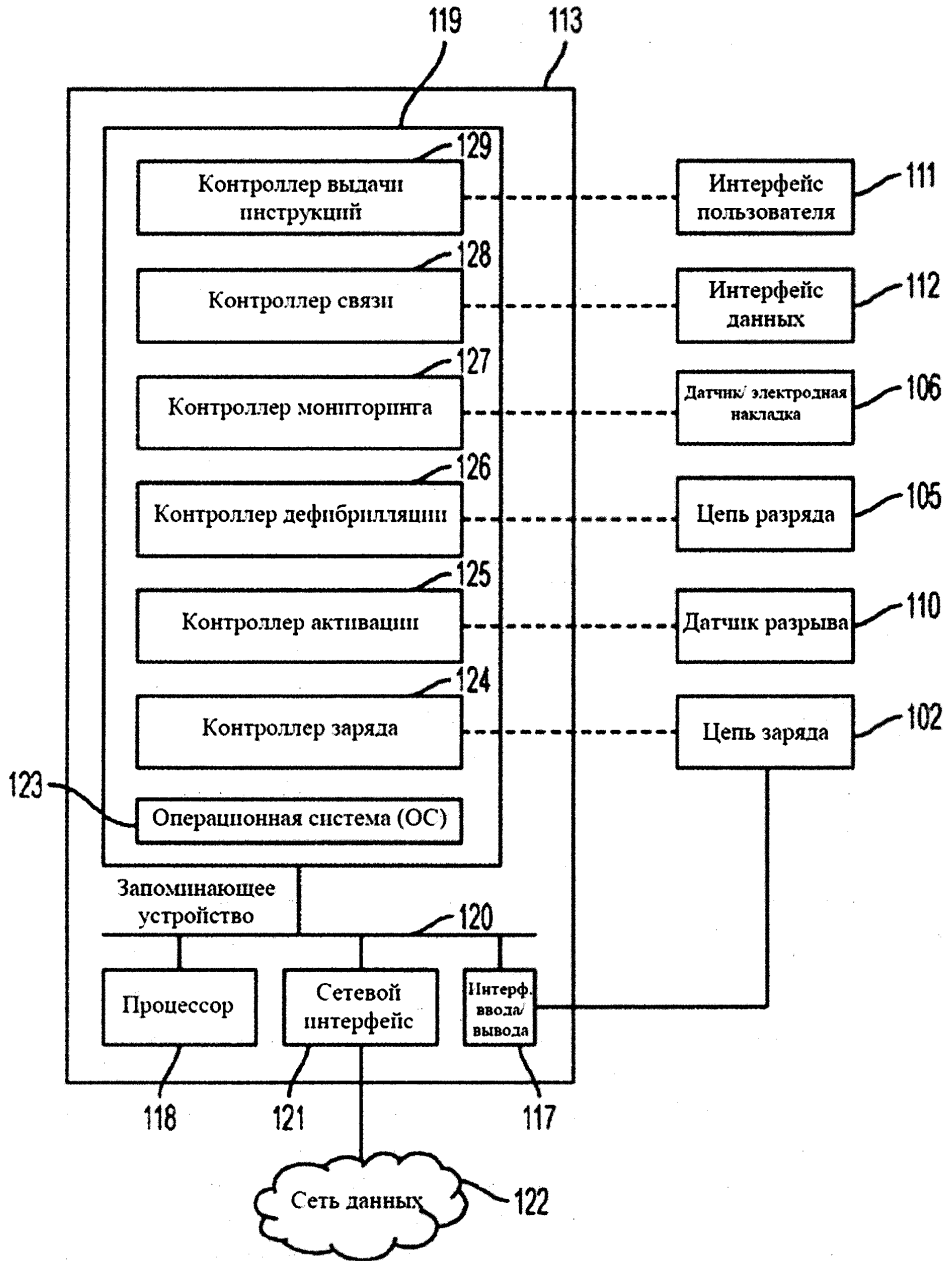 119
113
129
Контроллер выдачи
инструкций
Интерфейс
пользователя
111
128
Контроллер связи
Интерфейс
данных
112
127
Контроллер мониторинга
Датчик/ электродная
накладка
106
126
Контроллер дефибрилляции
Цепь разряда
105
125
Контроллер активации
Датчик разрыва
110
124
Контроллер заряда
Цепь заряда
102
123
Операционная система (ОС)
Запоминающее
устройство
120
Процессор
Сетевой
интерфейс
Интерф.
ввода/
вывода
118
121
117
Сеть данных
122